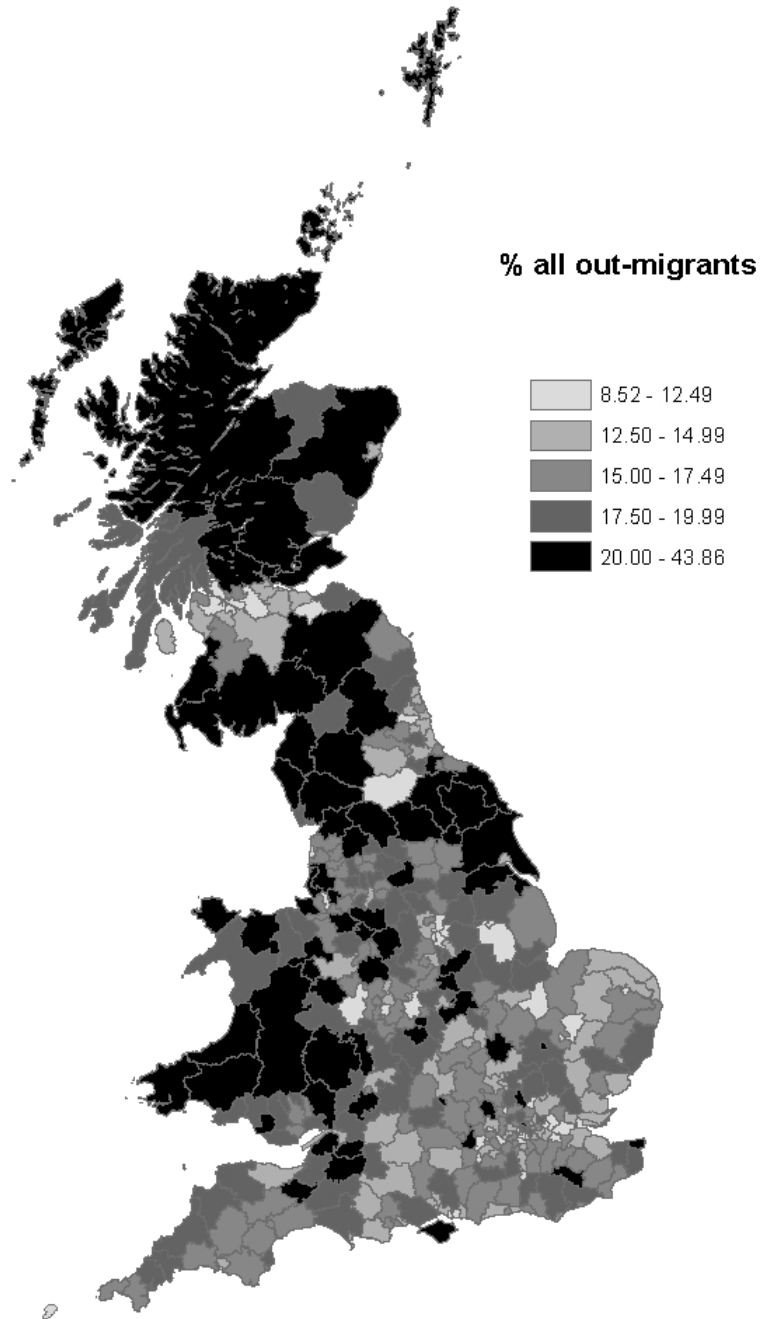 % all out-migrants
8.52 - 12.49
12.50 - 14.99
15.00 - 17.49
17.50 - 19.99
20.00 - 43.86